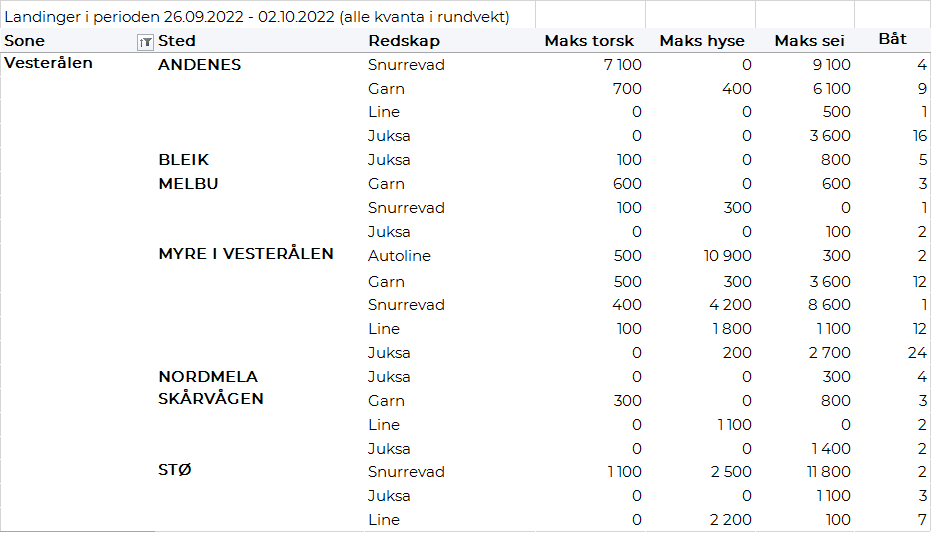 Landinger i perioden 26.09.2022 - 02.10.2022 (alle kvanta i rundvekt)
Sone Sted Redskap Maks torsk Maks hyse Maks sei Båt
Vesterålen ANDENES Snurrevad 7 100 0 9 100 4
Garn 700 400 6 100 9
Line 0 0 500 1
Juksa 0 0 3 600 16
BLEIK Juksa 100 0 800 5
MELBU Garn 600 0 600 3
Snurrevad 100 300 0 1
Juksa 0 0 100 2
MYRE I VESTERÅLEN Autoline 500 10 900 300 2
Garn 500 300 3 600 12
Snurrevad 400 4 200 8 600 1
Line 100 1 800 1 100 12
Juksa 0 200 2 700 24
NORDMELA Juksa 0 0 300 4
SKÅRVÅGEN Garn 300 0 800 3
Line 0 1 100 0 2
Juksa 0 0 1 400 2
STØ Snurrevad 1 100 2 500 11 800 2
Juksa 0 0 1 100 3
Line 0 2 200 100 7